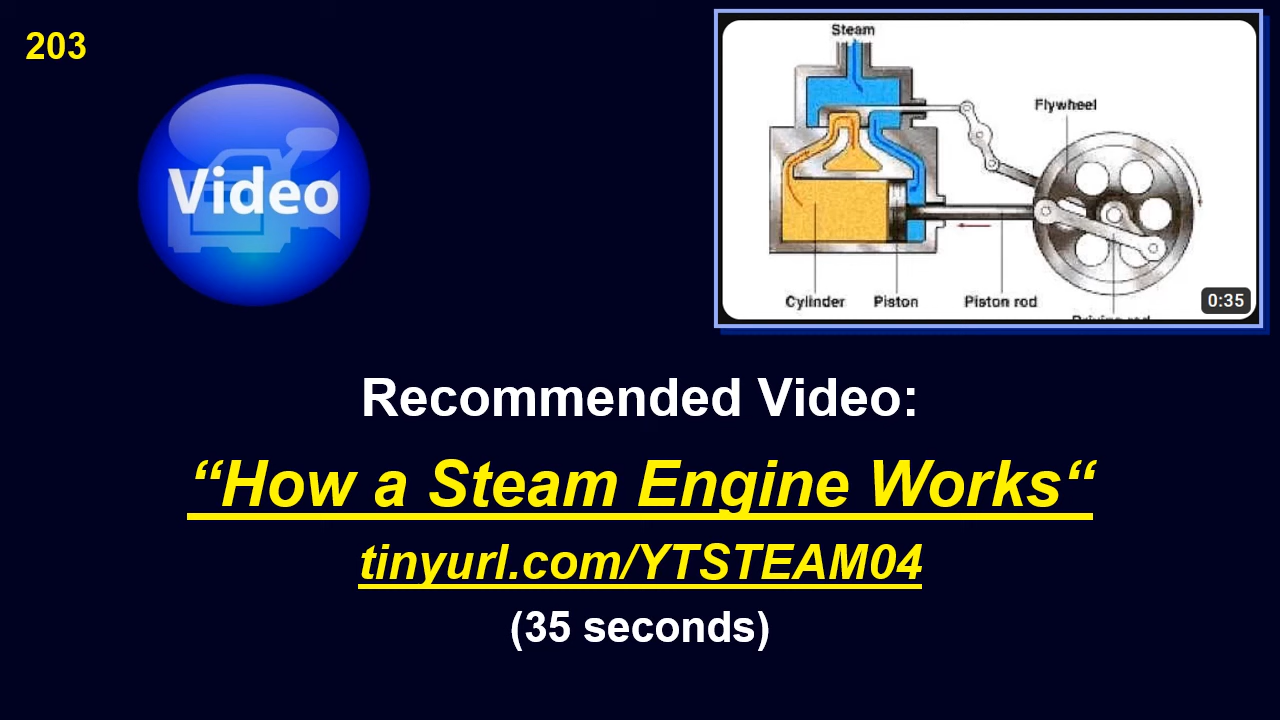 203
Video
Steam
Flywheel
Cylinder
Piston
Piston rod
0:35
Recommended Video:
“How a Steam Engine Works“
tinyurl.com/YTSTEAM04
(35 seconds)